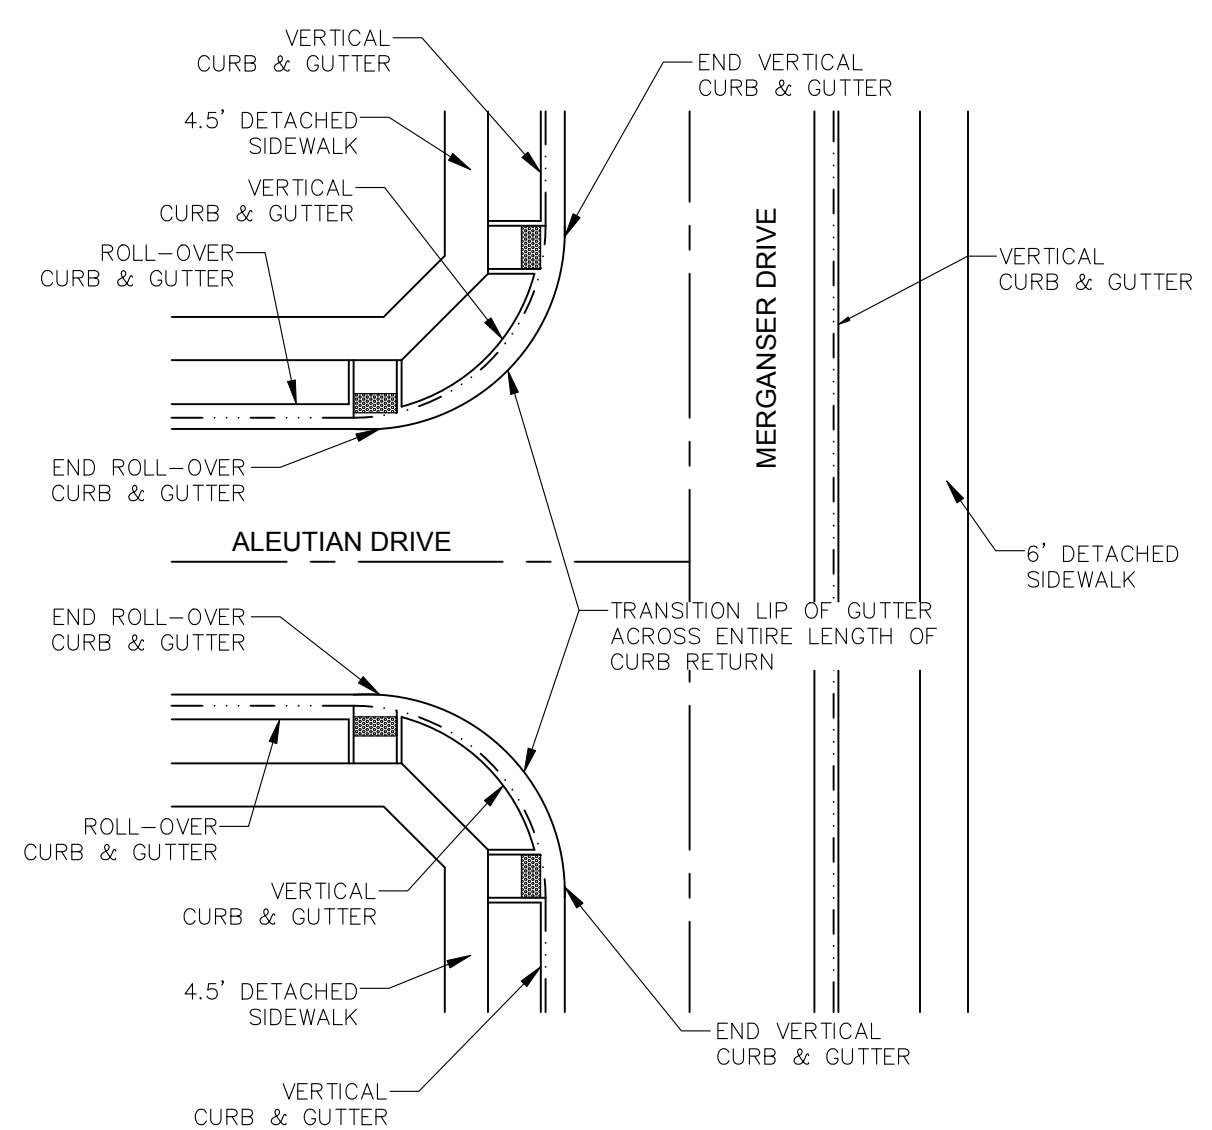 VERTICAL
CURB & GUTTER
END VERTICAL
CURB & GUTTER
4.5' DETACHED
SIDEWALK
VERTICAL
CURB & GUTTER
ROLL-OVER
CURB & GUTTER
MERGANSER DRIVE
VERTICAL
CURB & GUTTER
END ROLL-OVER
CURB & GUTTER
ALEUTIAN DRIVE
6' DETACHED
SIDEWALK
END ROLL-OVER
CURB & GUTTER
TRANSITION LIP OF GUTTER
ACROSS ENTIRE LENGTH OF
CURB RETURN
ROLL-OVER
CURB & GUTTER
VERTICAL
CURB & GUTTER
4.5' DETACHED
SIDEWALK
END VERTICAL
CURB & GUTTER
VERTICAL
CURB & GUTTER